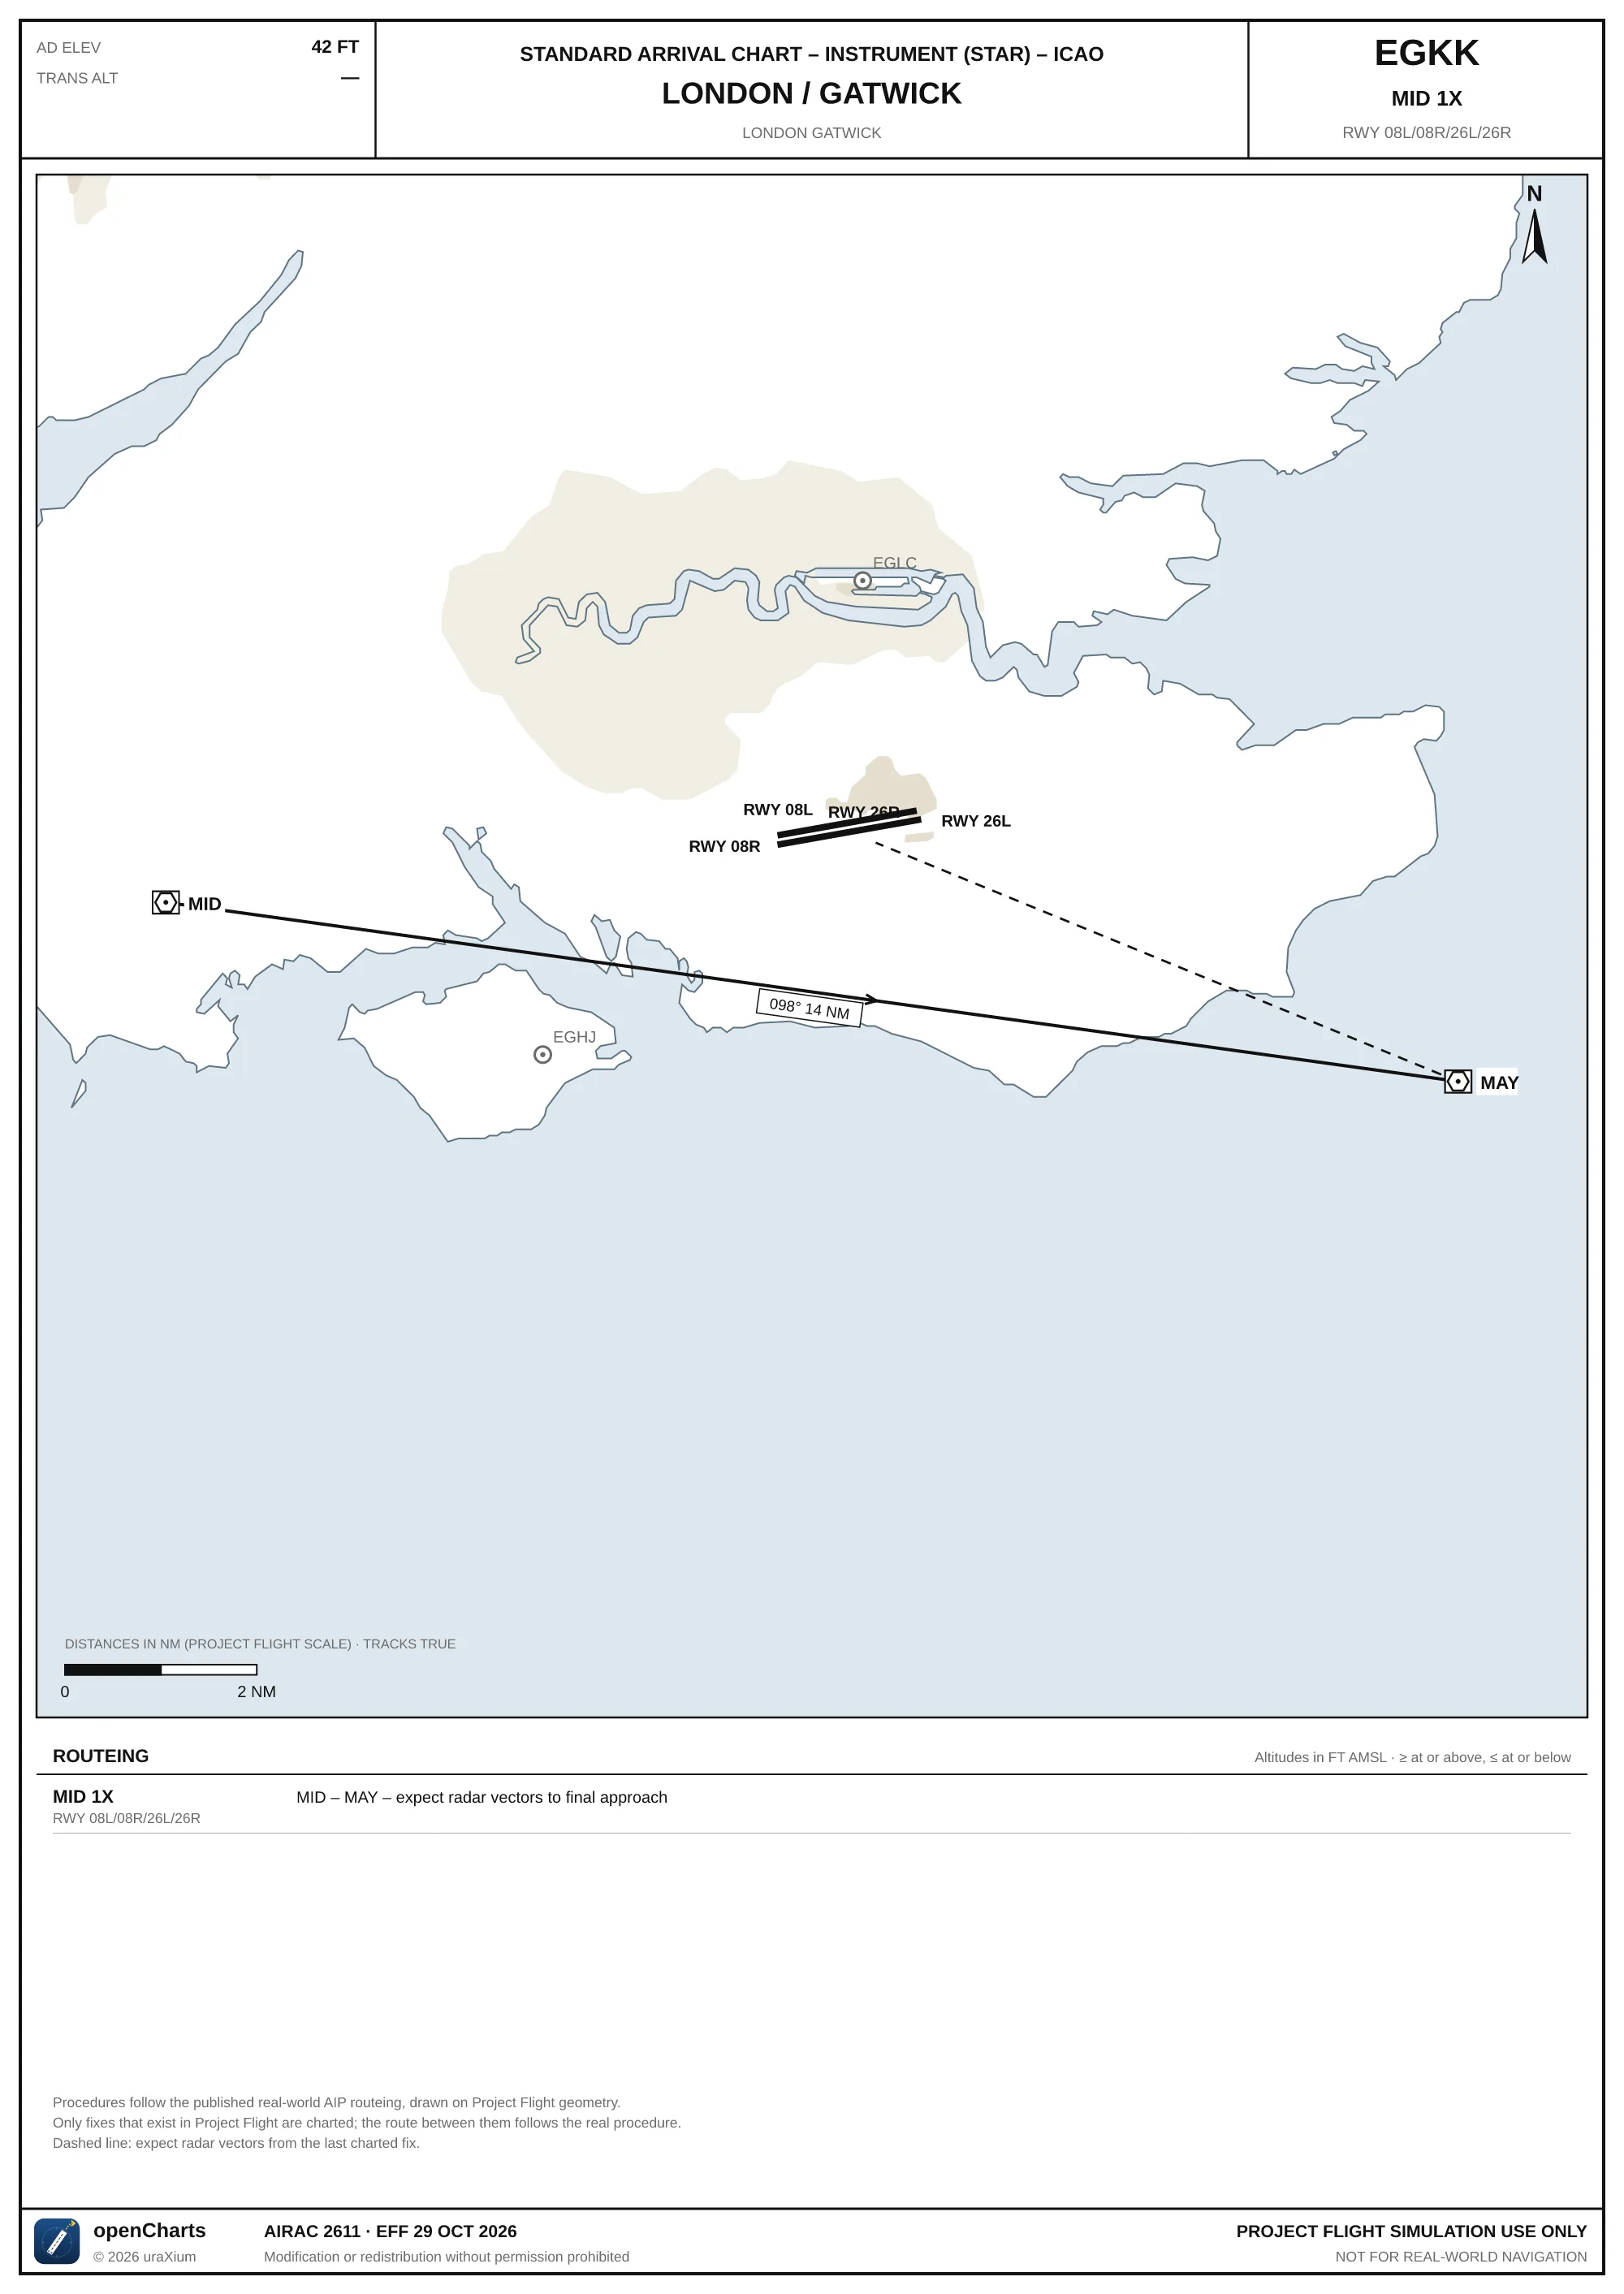 AD ELEV 42 FT
TRANS ALT —
STANDARD ARRIVAL CHART – INSTRUMENT (STAR) – ICAO
LONDON / GATWICK
LONDON GATWICK
EGKK
MID 1X
RWY 08L/08R/26L/26R
N
EGLC
RWY 08L
RWY 26R
RWY 26L
RWY 08R
MID
098° 14 NM
EGHJ
MAY
DISTANCES IN NM (PROJECT FLIGHT SCALE) · TRACKS TRUE
0 2 NM
ROUTEING
Altitudes in FT AMSL · ≥ at or above, ≤ at or below
MID 1X
MID – MAY – expect radar vectors to final approach
RWY 08L/08R/26L/26R
Procedures follow the published real-world AIP routeing, drawn on Project Flight geometry.
Only fixes that exist in Project Flight are charted; the route between them follows the real procedure.
Dashed line: expect radar vectors from the last charted fix.
openCharts
© 2026 uraXium
AIRAC 2611 · EFF 29 OCT 2026
Modification or redistribution without permission prohibited
PROJECT FLIGHT SIMULATION USE ONLY
NOT FOR REAL-WORLD NAVIGATION